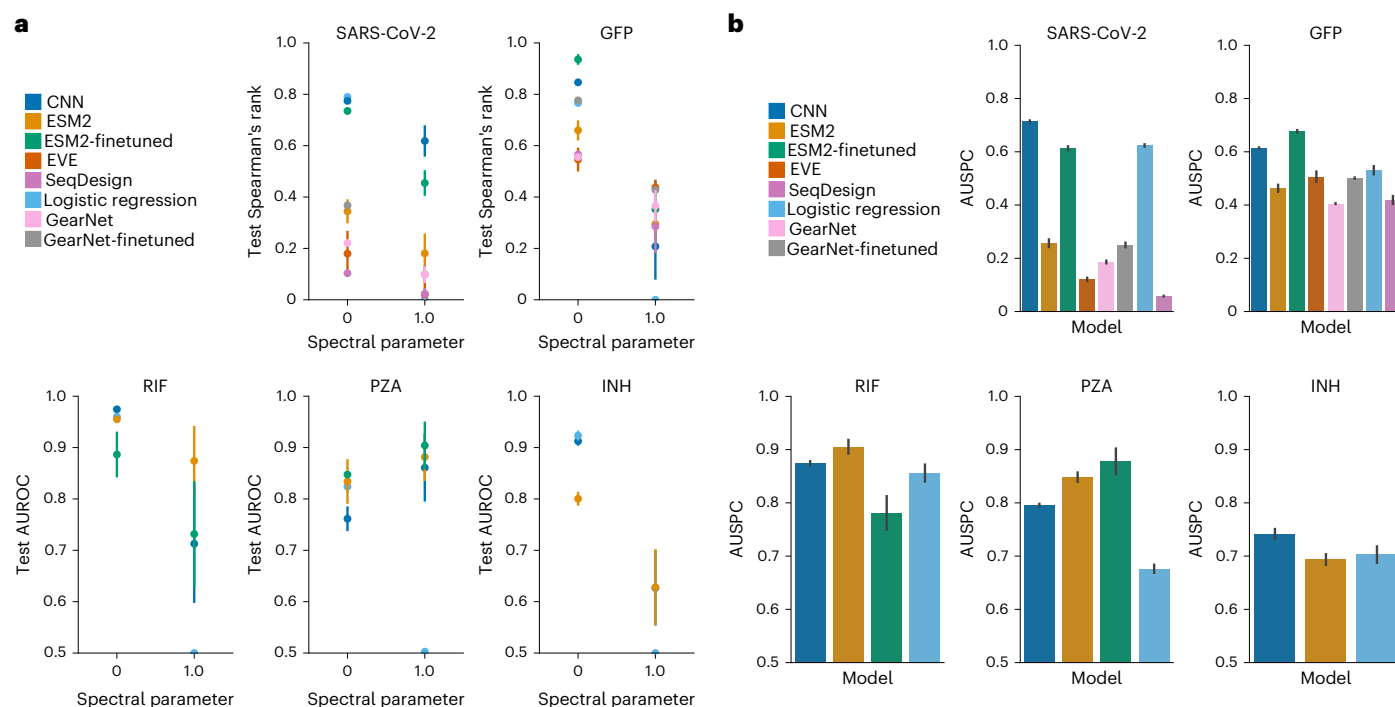 a
SARS-CoV-2
GFP
CNN
ESM2
ESM2-finetuned
EVE
SeqDesign
Logistic regression
GearNet
GearNet-finetuned
Test Spearman's rank
1.0
0.8
0.6
0.4
0.2
0
0
1.0
Spectral parameter
Test Spearman's rank
1.0
0.8
0.6
0.4
0.2
0
0
1.0
Spectral parameter
RIF
PZA
INH
Test AUROC
1.0
0.9
0.8
0.7
0.6
0.5
0
1.0
Spectral parameter
Test AUROC
1.0
0.9
0.8
0.7
0.6
0.5
0
1.0
Spectral parameter
Test AUROC
1.0
0.9
0.8
0.7
0.6
0.5
0
1.0
Spectral parameter
b
SARS-CoV-2
GFP
CNN
ESM2
ESM2-finetuned
EVE
SeqDesign
Logistic regression
GearNet
GearNet-finetuned
AUSPC
1.0
0.8
0.6
0.4
0.2
0
Model
AUSPC
1.0
0.8
0.6
0.4
0.2
0
Model
RIF
PZA
INH
AUSPC
1.0
0.9
0.8
0.7
0.6
0.5
Model
AUSPC
1.0
0.9
0.8
0.7
0.6
0.5
Model
AUSPC
1.0
0.9
0.8
0.7
0.6
0.5
Model